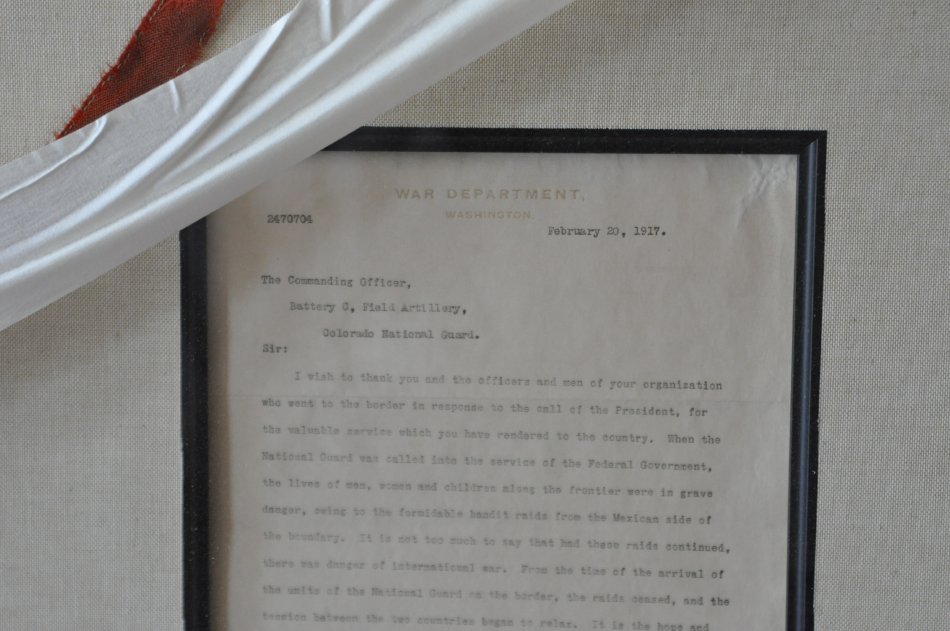 WAR DEPARTMENT,
WASHINGTON.
2470704
February 20, 1917.
The Commanding Officer,
Battery C, Field Artillery,
Colorado National Guard.
Sir:
I wish to thank you and the officers and men of your organization
who went to the border in response to the call of the President, for
the valuable service which you have rendered to the country. When the
National Guard was called into the service of the Federal Government,
the lives of men, women and children along the frontier were in grave
danger, owing to the formidable bandit raids from the Mexican side of
the boundary. It is not too much to say that had these raids continued,
there was danger of international war. From the time of the arrival of
the units of the National Guard on the border, the raids ceased, and the
tension between the two countries began to relax. It is the hope and